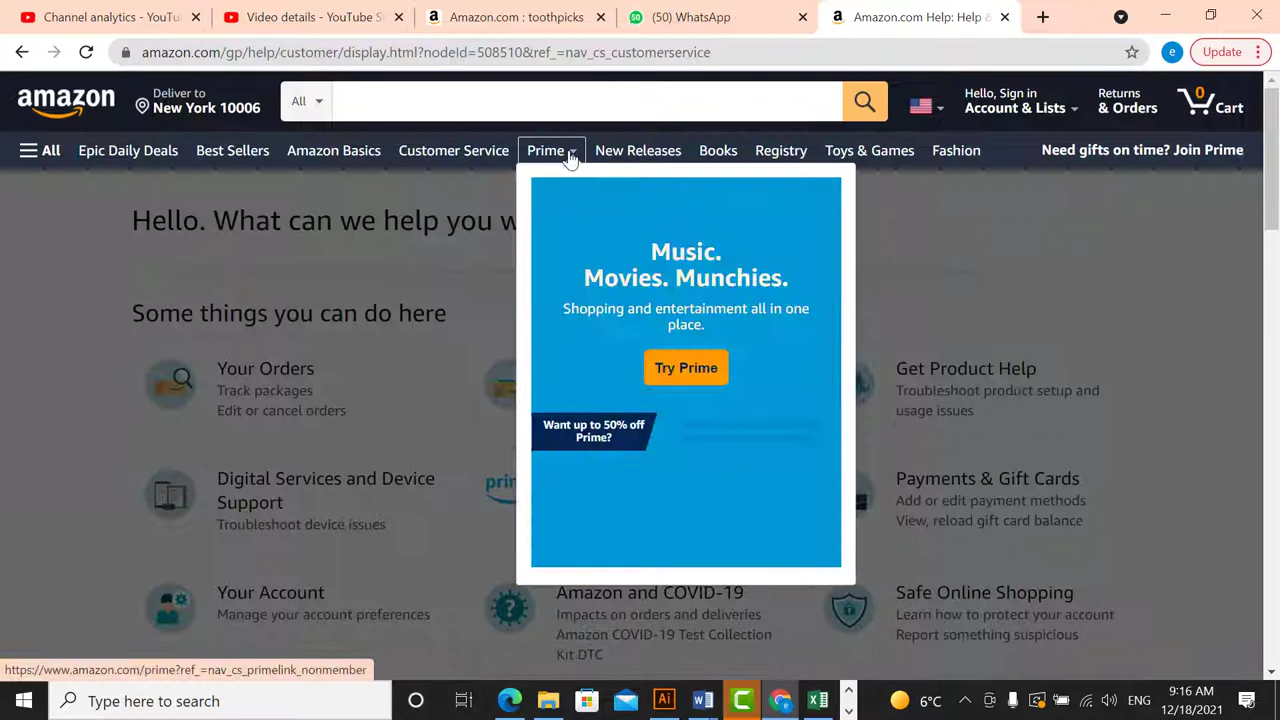 Channel analytics - YouTu
Video details - YouTube S
Amazon.com : toothpicks
(50) WhatsApp
Amazon.com Help: Help &
amazon.com/gp/help/customer/display.html?nodeId=508510&ref_=nav_cs_customerservice
e
Update
amazon
Deliver to
New York 10006
All
Hello, Sign in
Account & Lists
Returns
& Orders
0
Cart
All
Epic Daily Deals
Best Sellers
Amazon Basics
Customer Service
Prime
New Releases
Books
Registry
Toys & Games
Fashion
Need gifts on time? Join Prime
Hello. What can we help you w
Music.
Movies. Munchies.
Shopping and entertainment all in one
place.
Try Prime
Want up to 50% off
Prime?
Some things you can do here
Your Orders
Track packages
Edit or cancel orders
Get Product Help
Troubleshoot product setup and
usage issues
Digital Services and Device
Support
Troubleshoot device issues
prim
Payments & Gift Cards
Add or edit payment methods
View, reload gift card balance
Your Account
Manage your account preferences
Amazon and COVID-19
Impacts on orders and deliveries
Amazon COVID-19 Test Collection
Kit DTC
Safe Online Shopping
Learn how to protect your account
Report something suspicious
https://www.amazon.com/prime?ref_=nav_cs_primelink_nonmember
Type here to search
Ai
6°C
ENG
9:16 AM
12/18/2021